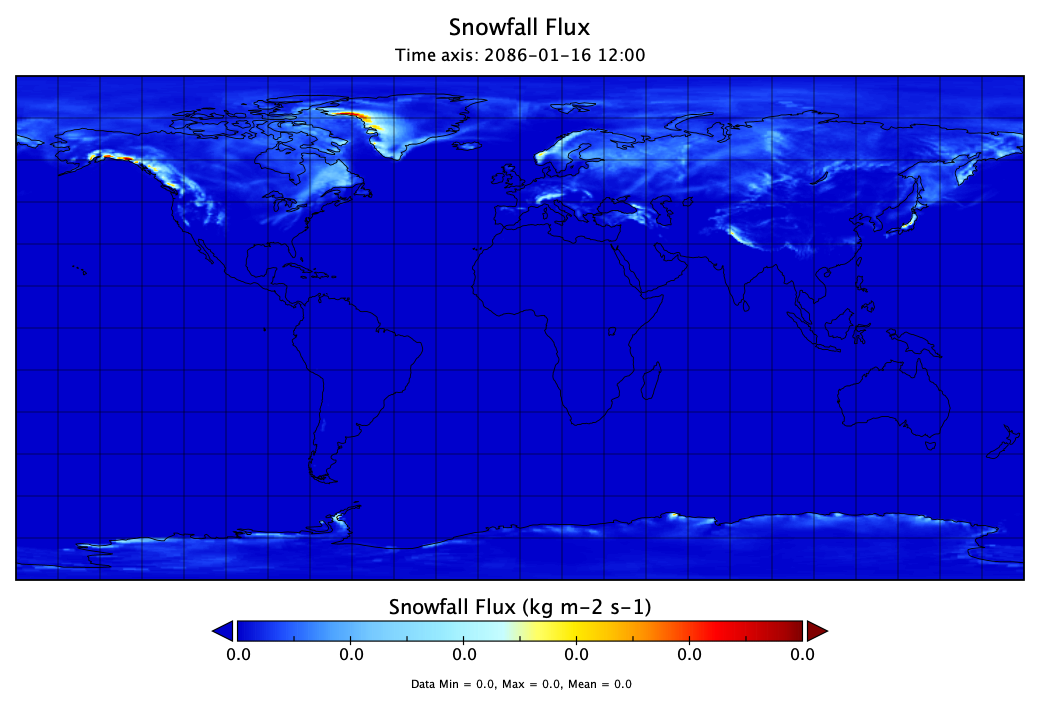 Snowfall Flux
Time axis: 2086-01-16 12:00
Snowfall Flux (kg m-2 s-1)
0.0 0.0 0.0 0.0 0.0 0.0
Data Min = 0.0, Max = 0.0, Mean = 0.0